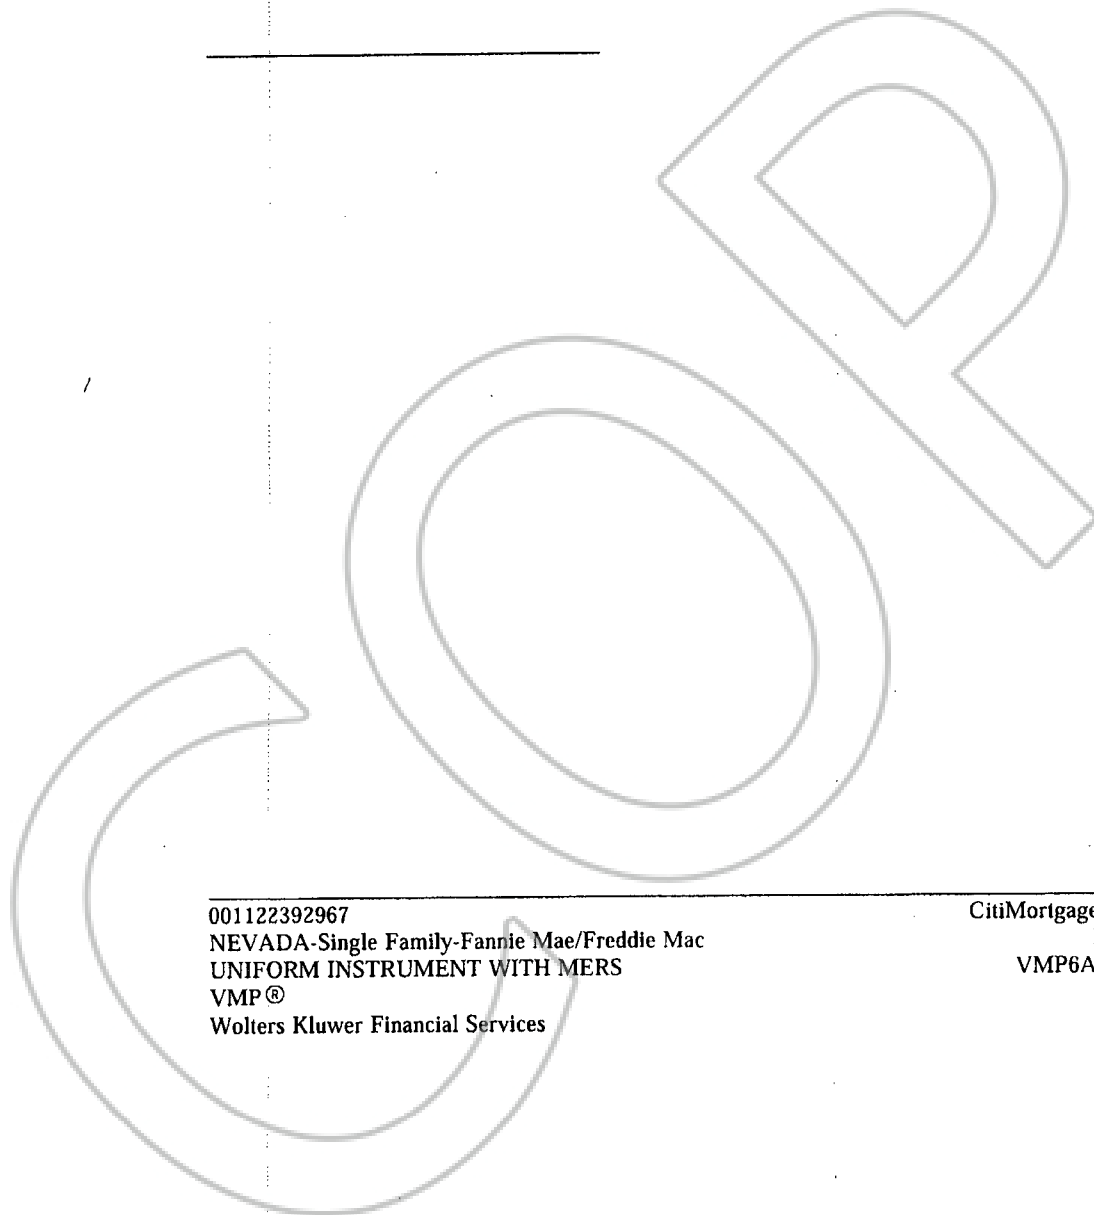 COP
001122392967 CitiMortgage
NEVADA-Single Family-Fannie Mae/Freddie Mac
UNIFORM INSTRUMENT WITH MERS VMP6A
VMP®
Wolters Kluwer Financial Services